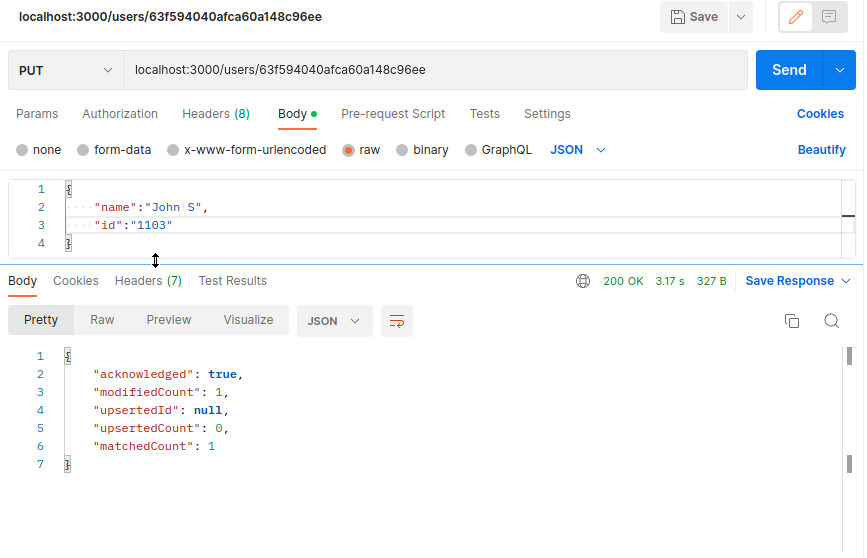 localhost:3000/users/63f594040afca60a148c96ee Save
PUT localhost:3000/users/63f594040afca60a148c96ee Send
Params Authorization Headers (8) Body Pre-request Script Tests Settings Cookies
none form-data x-www-form-urlencoded raw binary GraphQL JSON Beautify
1 {
2 "name":"John S",
3 "id":"1103"
4 }
Body Cookies Headers (7) Test Results 200 OK 3.17 s 327 B Save Response
Pretty Raw Preview Visualize JSON
1 {
2 "acknowledged": true,
3 "modifiedCount": 1,
4 "upsertedId": null,
5 "upsertedCount": 0,
6 "matchedCount": 1
7 }